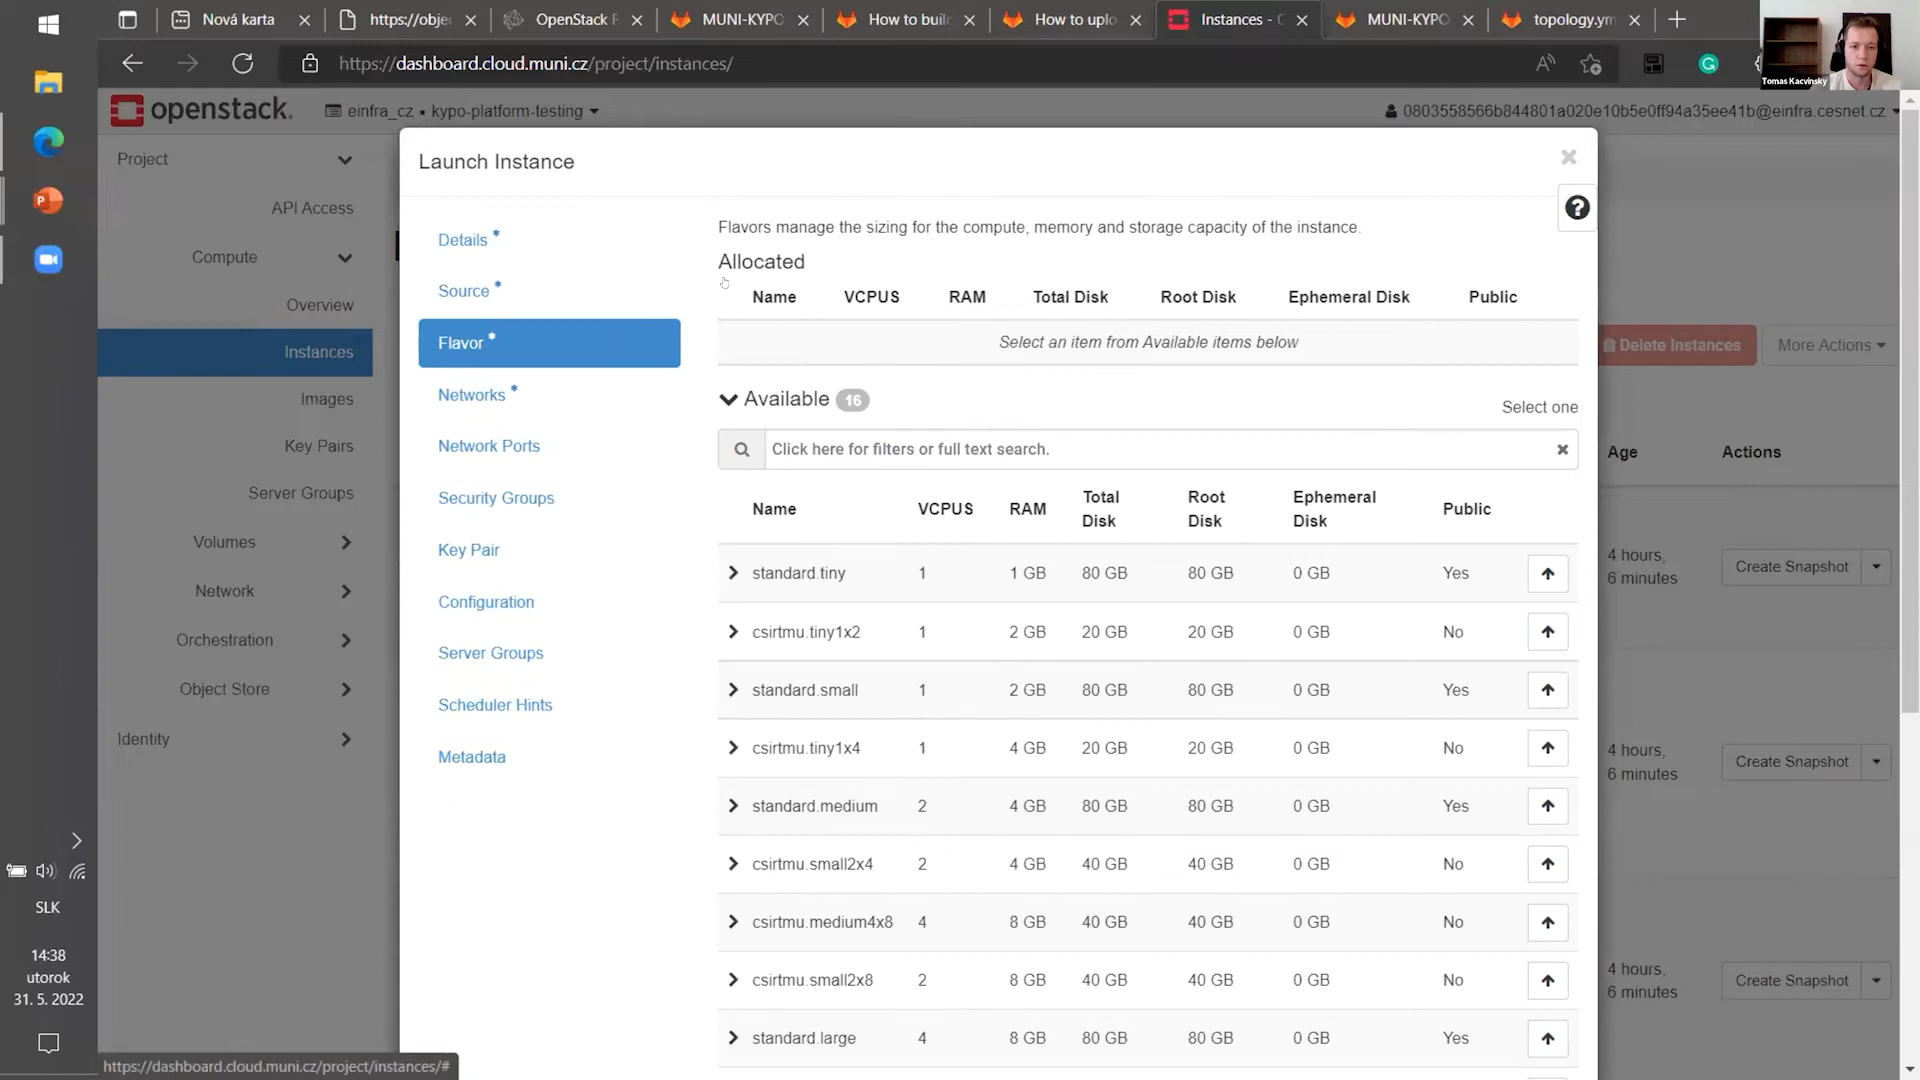 Nová karta
https://obje
OpenStack F
MUNI-KYPO
How to buil
How to uplo
Instances - 
MUNI-KYPO
topology.ym
https://dashboard.cloud.muni.cz/project/instances/
Tomas Kacvinsky
openstack.
einfra_cz • kypo-platform-testing
0803558566b844801a020e10b5e0ff94a35ee41b@einfra.cesnet.cz
Project
API Access
Compute
Overview
Instances
Images
Key Pairs
Server Groups
Volumes
Network
Orchestration
Object Store
Identity
Launch Instance
Details *
Source *
Flavor *
Networks *
Network Ports
Security Groups
Key Pair
Configuration
Server Groups
Scheduler Hints
Metadata
Flavors manage the sizing for the compute, memory and storage capacity of the instance.
Allocated
Name VCPUS RAM Total Disk Root Disk Ephemeral Disk Public
Select an item from Available items below
Available 16
Select one
Click here for filters or full text search.
Name VCPUS RAM Total Disk Root Disk Ephemeral Disk Public
standard.tiny 1 1 GB 80 GB 80 GB 0 GB Yes
csirtmu.tiny1x2 1 2 GB 20 GB 20 GB 0 GB No
standard.small 1 2 GB 80 GB 80 GB 0 GB Yes
csirtmu.tiny1x4 1 4 GB 20 GB 20 GB 0 GB No
standard.medium 2 4 GB 80 GB 80 GB 0 GB Yes
csirtmu.small2x4 2 4 GB 40 GB 40 GB 0 GB No
csirtmu.medium4x8 4 8 GB 40 GB 40 GB 0 GB No
csirtmu.small2x8 2 8 GB 40 GB 40 GB 0 GB No
standard.large 4 8 GB 80 GB 80 GB 0 GB Yes
Delete Instances
More Actions
Age Actions
4 hours,
6 minutes
Create Snapshot
4 hours,
6 minutes
Create Snapshot
4 hours,
6 minutes
Create Snapshot
SLK
14:38
utorok
31. 5. 2022
https://dashboard.cloud.muni.cz/project/instances/#